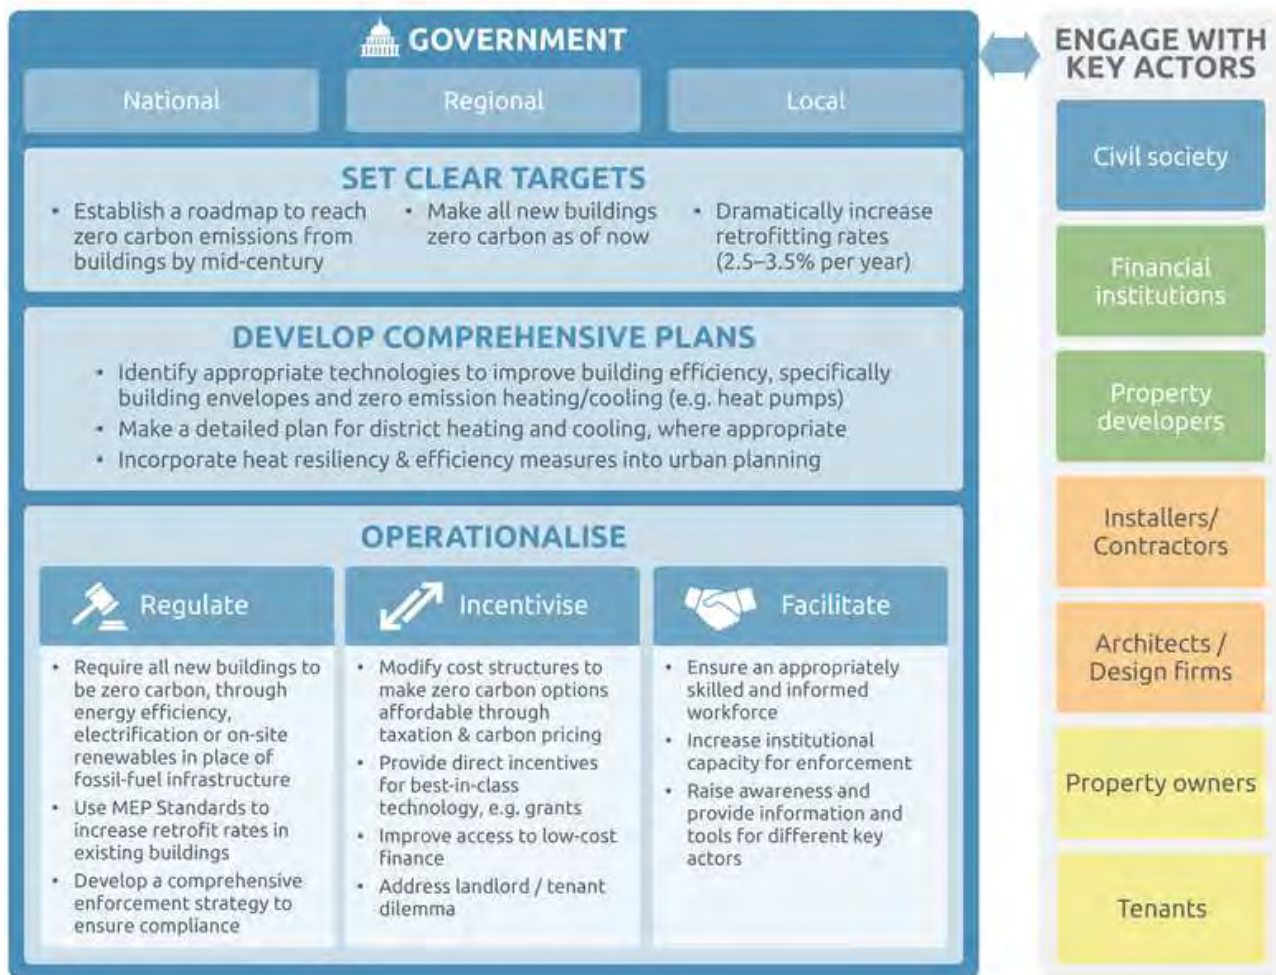 GOVERNMENT
National
Regional
Local
SET CLEAR TARGETS
• Establish a roadmap to reach
zero carbon emissions from
buildings by mid-century
• Make all new buildings
zero carbon as of now
• Dramatically increase
retrofitting rates
(2.5–3.5% per year)
DEVELOP COMPREHENSIVE PLANS
• Identify appropriate technologies to improve building efficiency, specifically
building envelopes and zero emission heating/cooling (e.g. heat pumps)
• Make a detailed plan for district heating and cooling, where appropriate
• Incorporate heat resiliency & efficiency measures into urban planning
OPERATIONALISE
Regulate
• Require all new buildings to
be zero carbon, through
energy efficiency,
electrification or on-site
renewables in place of
fossil-fuel infrastructure
• Use MEP Standards to
increase retrofit rates in
existing buildings
• Develop a comprehensive
enforcement strategy to
ensure compliance
Incentivise
• Modify cost structures to
make zero carbon options
affordable through
taxation & carbon pricing
• Provide direct incentives
for best-in-class
technology, e.g. grants
• Improve access to low-cost
finance
• Address landlord / tenant
dilemma
Facilitate
• Ensure an appropriately
skilled and informed
workforce
• Increase institutional
capacity for enforcement
• Raise awareness and
provide information and
tools for different key
actors
ENGAGE WITH
KEY ACTORS
Civil society
Financial
institutions
Property
developers
Installers/
Contractors
Architects /
Design firms
Property owners
Tenants